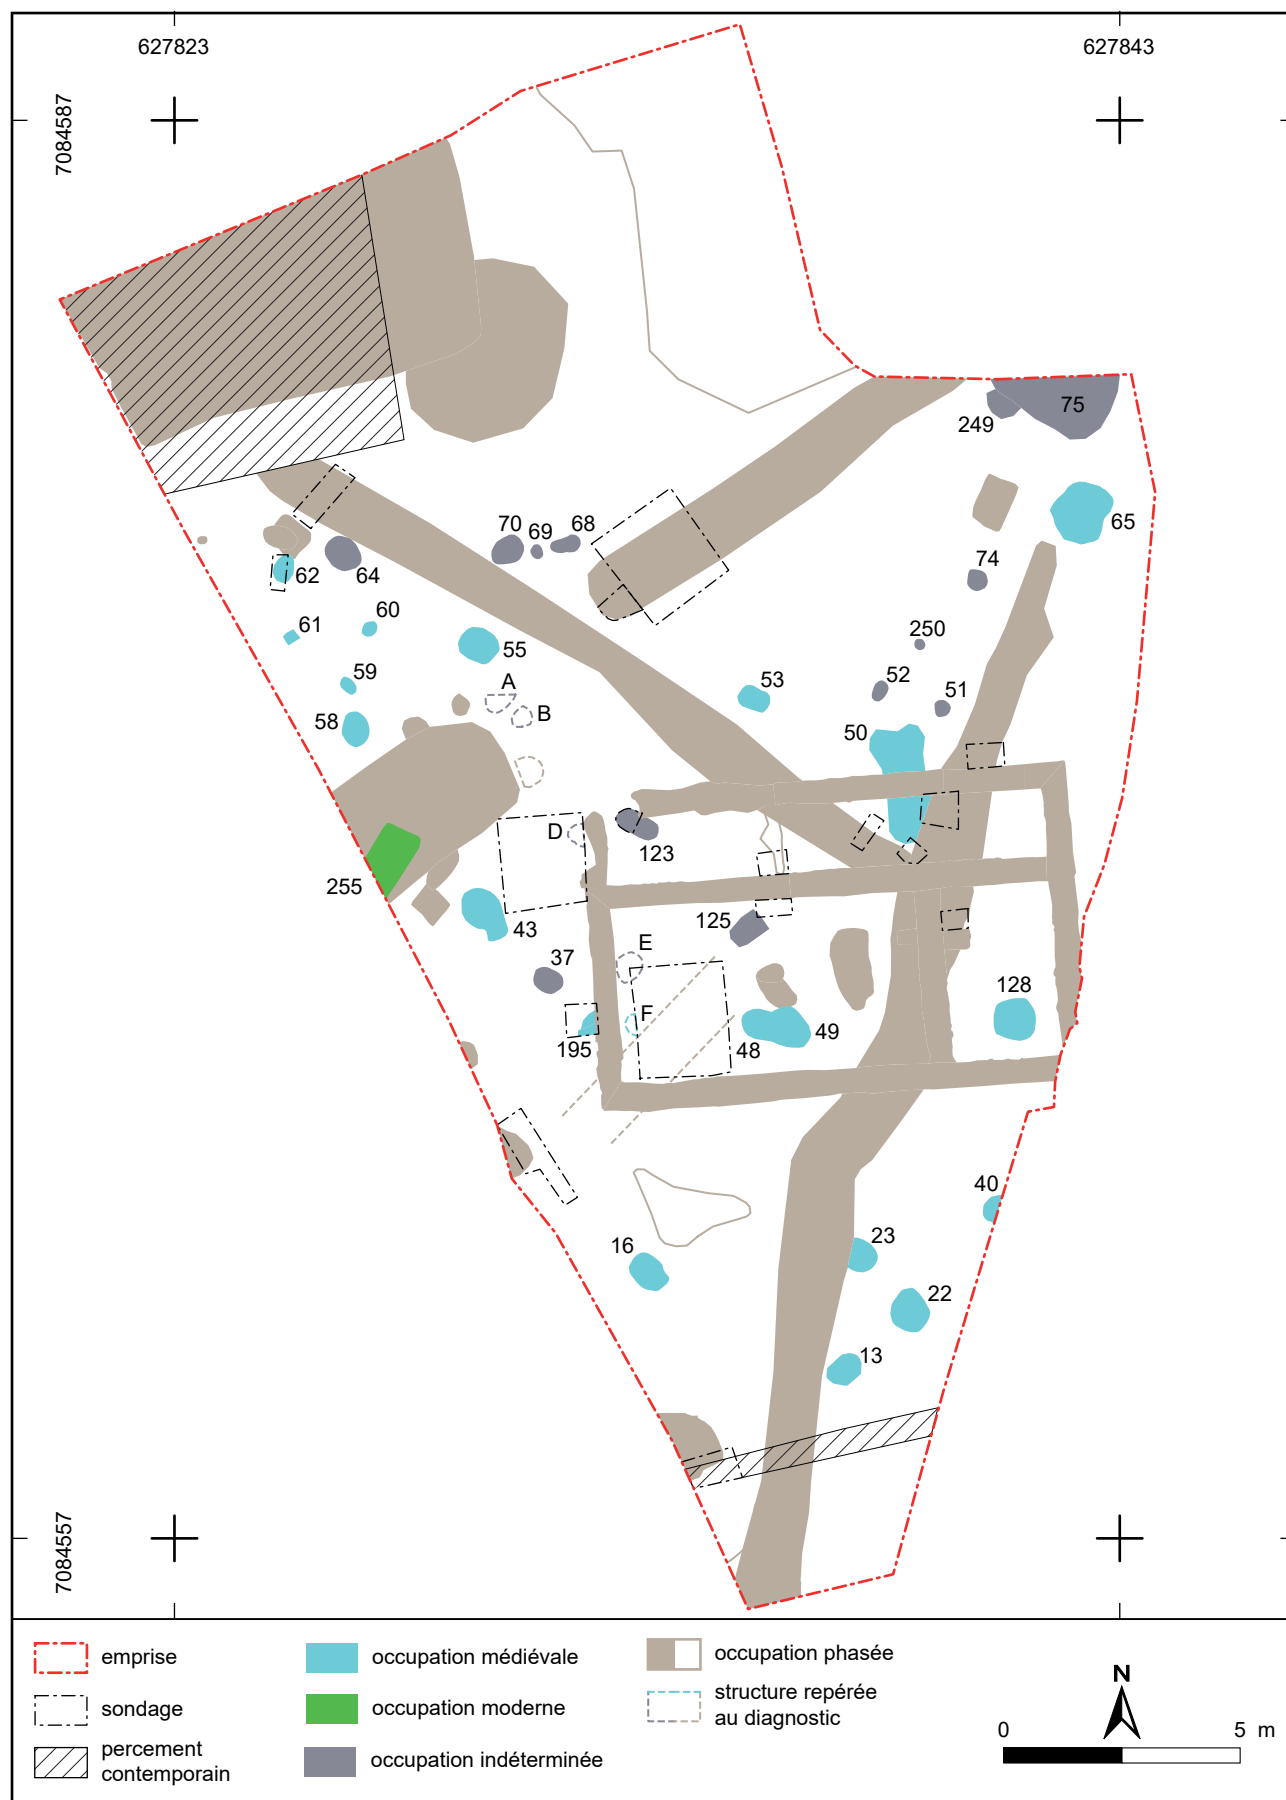 627823
627843
7084587
75
249
65
70
69
68
74
62
64
61
60
250
55
59
A
B
53
52
51
58
50
D
123
255
43
125
37
E
128
F
195
48
49
40
16
23
22
13
7084557
emprise
sondage
percement
contemporain
occupation médiévale
occupation moderne
occupation indéterminée
occupation phasée
structure repérée
au diagnostic
N
0 5 m